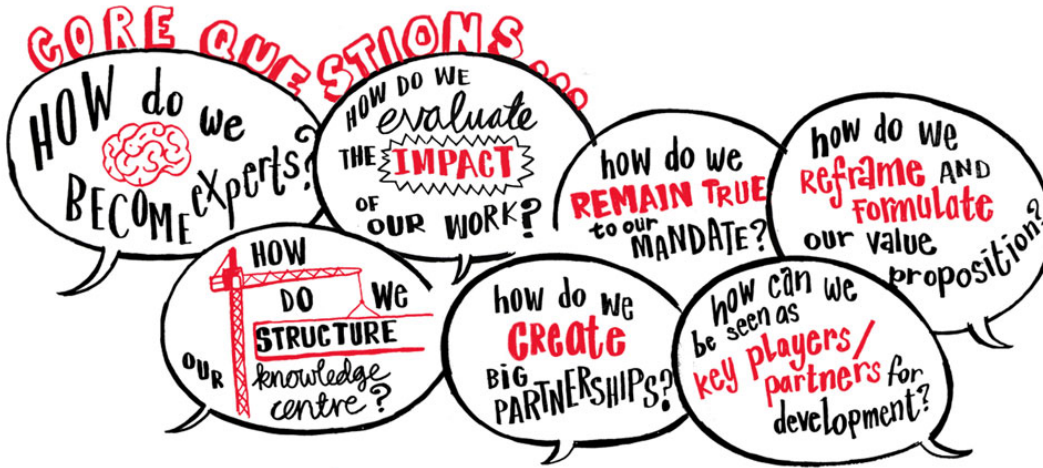 CORE QUESTIONS...
HOW do we
BECOME experts?
HOW DO WE
evaluate
THE IMPACT
OF
OUR WORK?
how do we
REMAIN TRUE
to our
MANDATE?
how do we
Reframe AND
FORMULATE
our value
proposition?
HOW
DO WE
STRUCTURE
OUR knowledge
centre?
how do we
CReate
BIG
PARTNERSHIPS?
how can we
be seen as
key players/
partners for
development?